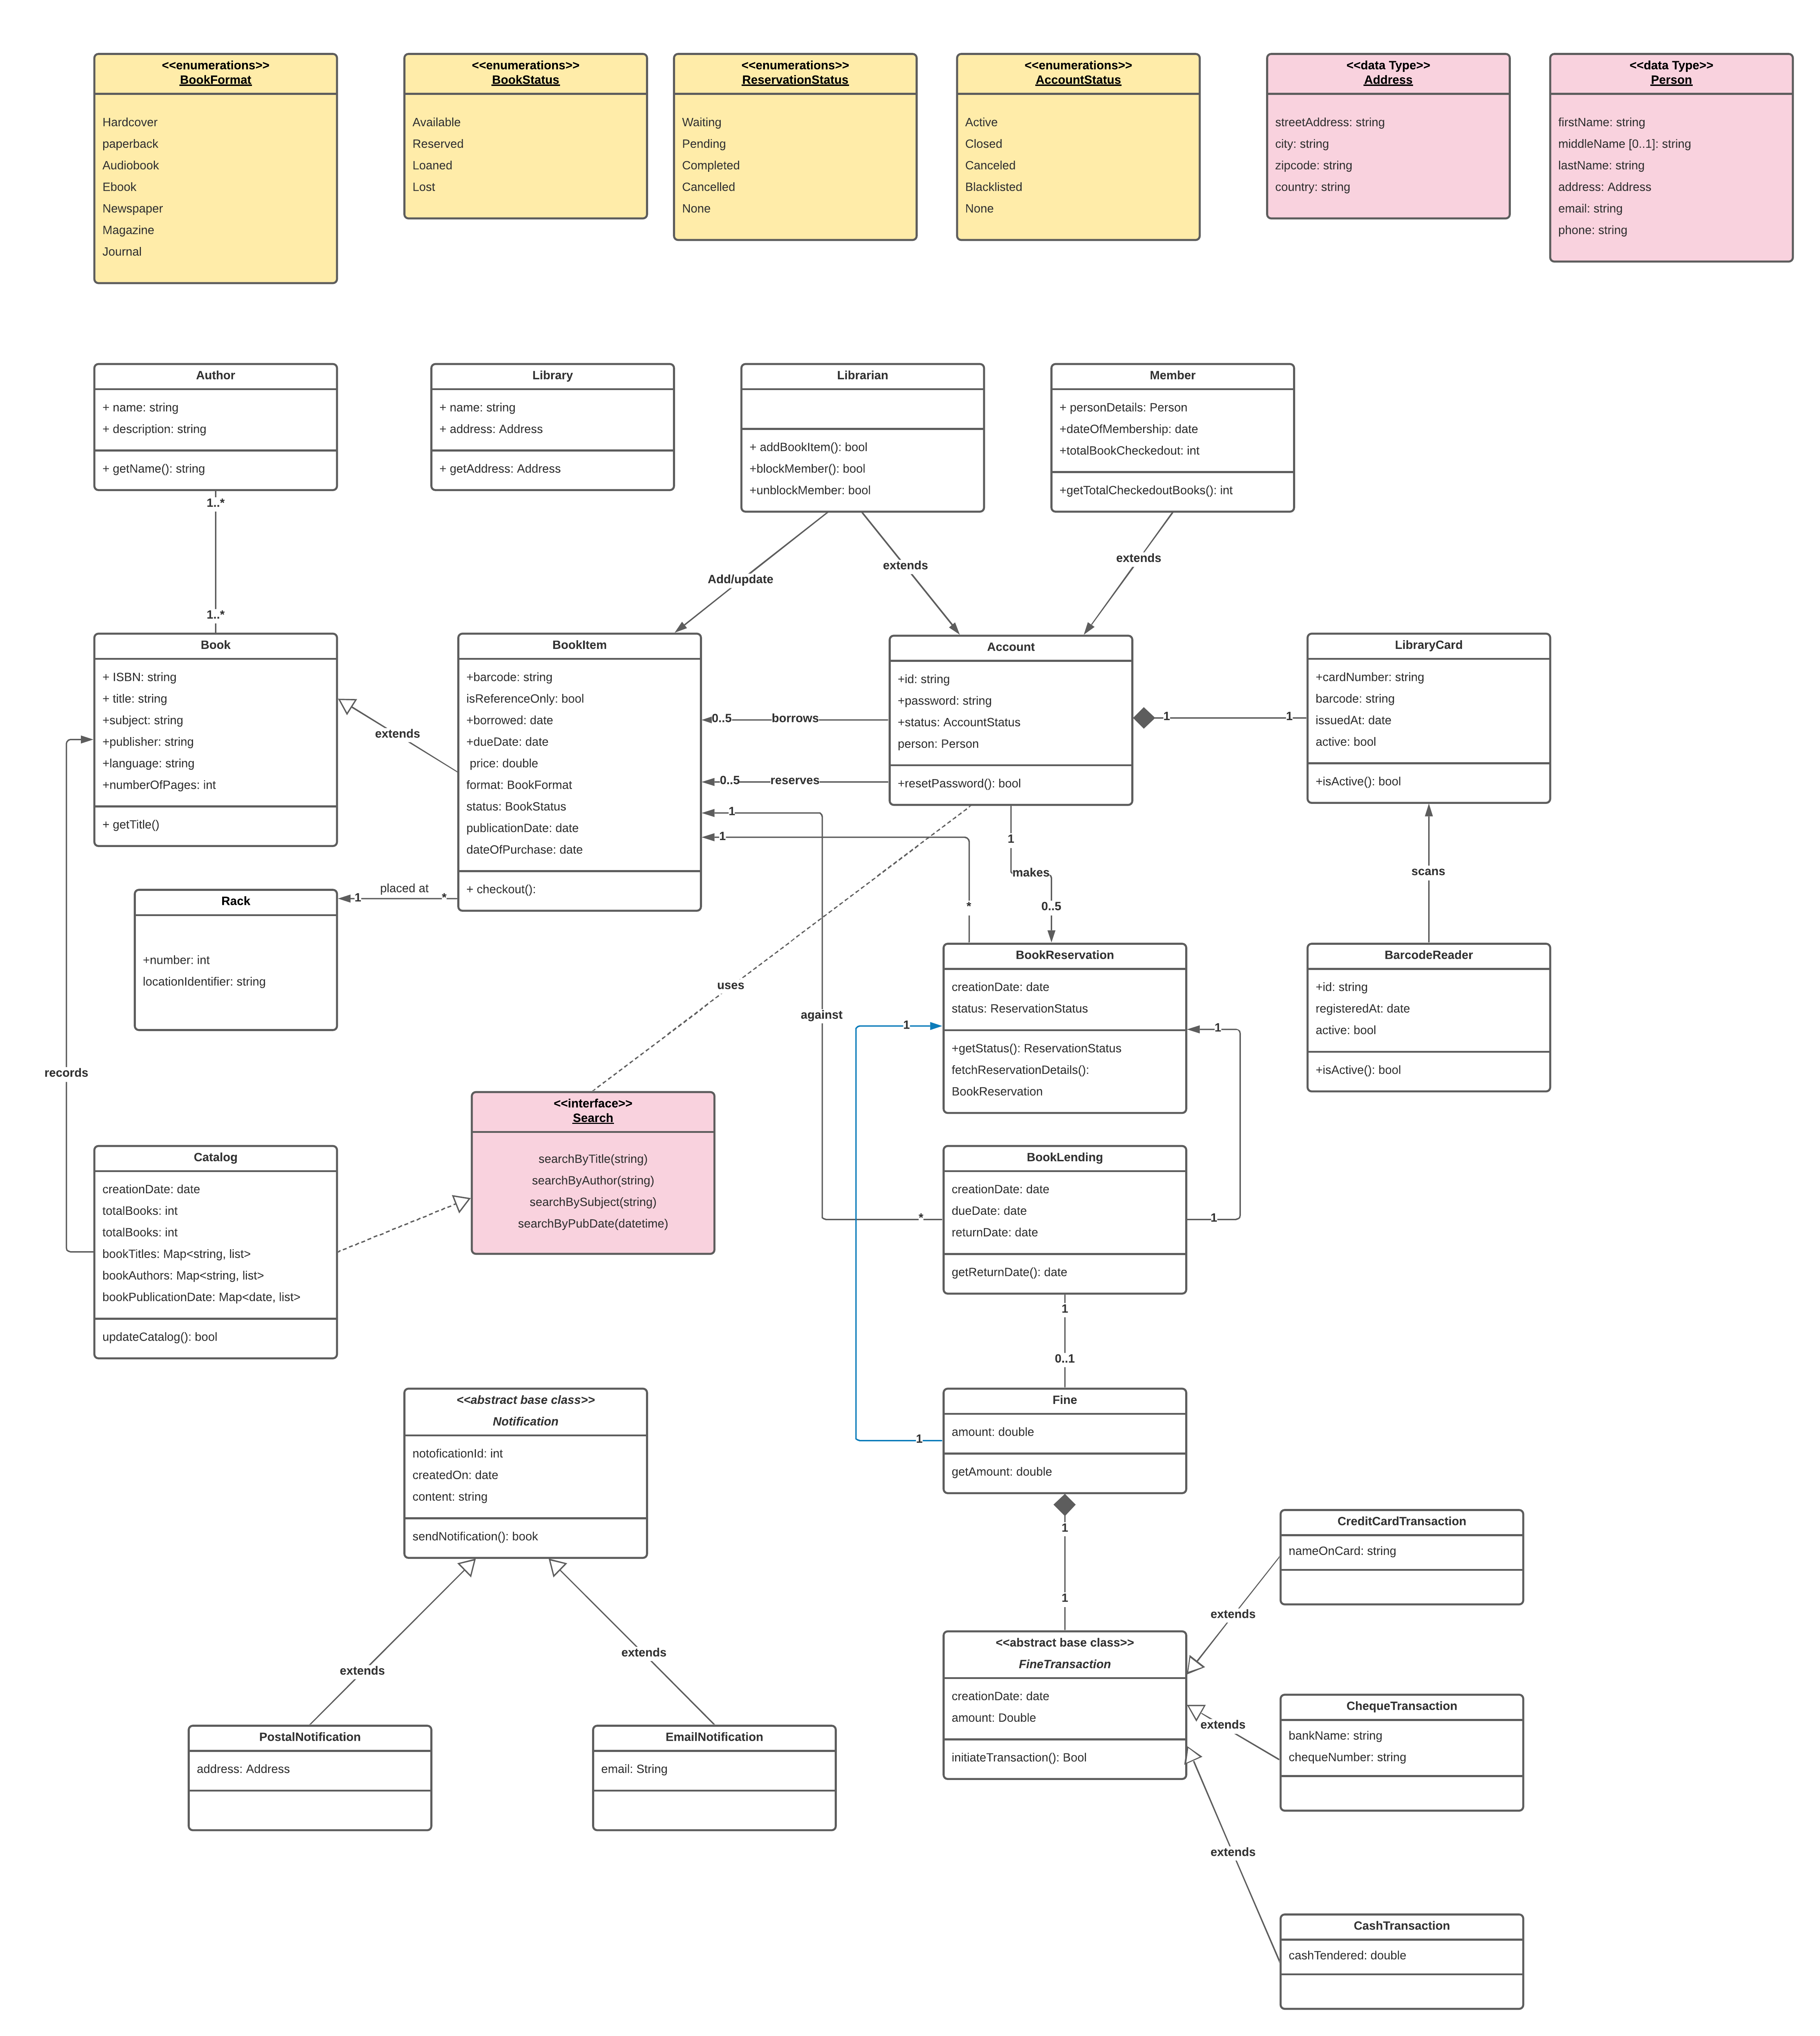 <<enumerations>>
BookFormat
Hardcover
paperback
Audiobook
Ebook
Newspaper
Magazine
Journal
<<enumerations>>
BookStatus
Available
Reserved
Loaned
Lost
<<enumerations>>
ReservationStatus
Waiting
Pending
Completed
Cancelled
None
<<enumerations>>
AccountStatus
Active
Closed
Canceled
Blacklisted
None
<<data Type>>
Address
streetAddress: string
city: string
zipcode: string
country: string
<<data Type>>
Person
firstName: string
middleName [0..1]: string
lastName: string
address: Address
email: string
phone: string
Author
+ name: string
+ description: string
+ getName(): string
Library
+ name: string
+ address: Address
+ getAddress: Address
Librarian
+ addBookItem(): bool
+blockMember(): bool
+unblockMember: bool
Member
+ personDetails: Person
+dateOfMembership: date
+totalBookCheckedout: int
+getTotalCheckedoutBooks(): int
1..*
1..*
Add/update
extends
extends
Book
+ ISBN: string
+ title: string
+subject: string
+publisher: string
+language: string
+numberOfPages: int
+ getTitle()
extends
BookItem
+barcode: string
isReferenceOnly: bool
+borrowed: date
+dueDate: date
price: double
format: BookFormat
status: BookStatus
publicationDate: date
dateOfPurchase: date
+ checkout():
0..5
borrows
0..5
reserves
1
1
Account
+id: string
+password: string
+status: AccountStatus
person: Person
+resetPassword(): bool
1
1
LibraryCard
+cardNumber: string
barcode: string
issuedAt: date
active: bool
+isActive(): bool
1
makes
0..5
*
scans
placed at
1
*
Rack
+number: int
locationIdentifier: string
uses
against
records
BookReservation
creationDate: date
status: ReservationStatus
+getStatus(): ReservationStatus
fetchReservationDetails():
BookReservation
1
1
BarcodeReader
+id: string
registeredAt: date
active: bool
+isActive(): bool
<<interface>>
Search
searchByTitle(string)
searchByAuthor(string)
searchBySubject(string)
searchByPubDate(datetime)
Catalog
creationDate: date
totalBooks: int
totalBooks: int
bookTitles: Map<string, list>
bookAuthors: Map<string, list>
bookPublicationDate: Map<date, list>
updateCatalog(): bool
BookLending
creationDate: date
dueDate: date
returnDate: date
getReturnDate(): date
*
1
1
0..1
<<abstract base class>>
Notification
notoficationId: int
createdOn: date
content: string
sendNotification(): book
Fine
amount: double
getAmount: double
1
1
1
extends
extends
PostalNotification
address: Address
EmailNotification
email: String
<<abstract base class>>
FineTransaction
creationDate: date
amount: Double
initiateTransaction(): Bool
CreditCardTransaction
nameOnCard: string
extends
ChequeTransaction
bankName: string
chequeNumber: string
extends
extends
CashTransaction
cashTendered: double